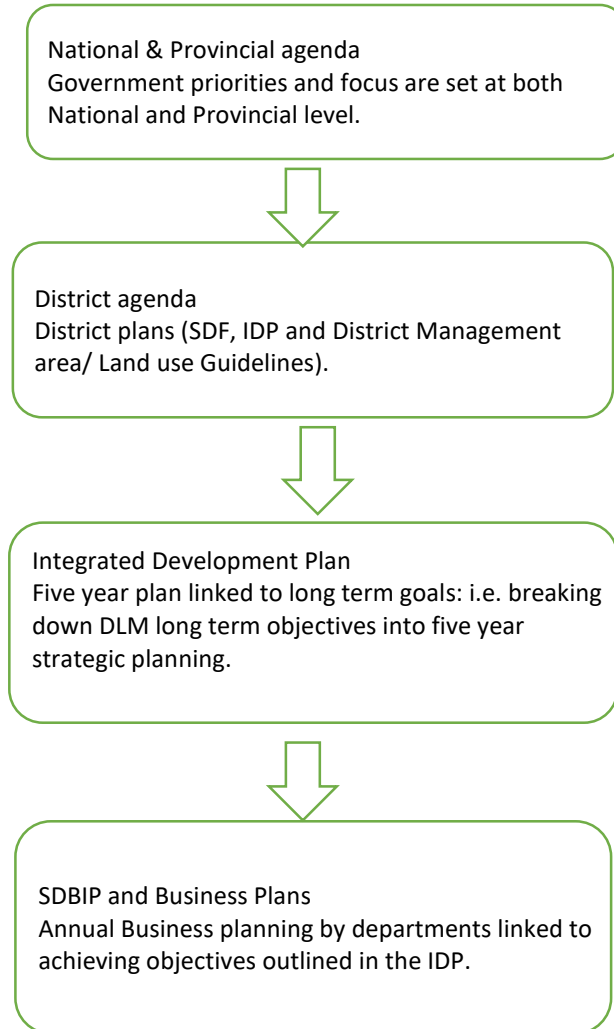 National & Provincial agenda
Government priorities and focus are set at both
National and Provincial level.
District agenda
District plans (SDF, IDP and District Management
area/ Land use Guidelines).
Integrated Development Plan
Five year plan linked to long term goals: i.e. breaking
down DLM long term objectives into five year
strategic planning.
SDBIP and Business Plans
Annual Business planning by departments linked to
achieving objectives outlined in the IDP.